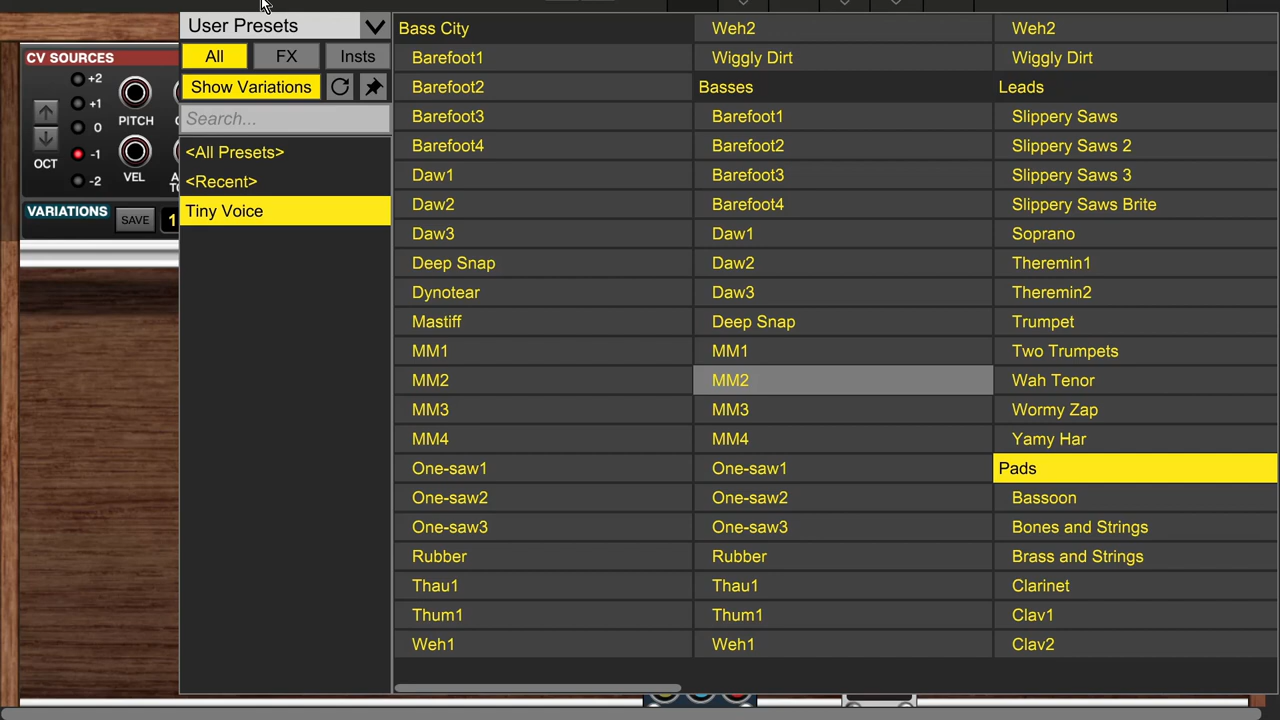 CV SOURCES
+2
+1
0
-1
-2
OCT
PITCH
VEL
VARIATIONS
SAVE
1
User Presets
All
FX
Insts
Show Variations
Search...
<All Presets>
<Recent>
Tiny Voice
Bass City
Barefoot1
Barefoot2
Barefoot3
Barefoot4
Daw1
Daw2
Daw3
Deep Snap
Dynotear
Mastiff
MM1
MM2
MM3
MM4
One-saw1
One-saw2
One-saw3
Rubber
Thau1
Thum1
Weh1
Weh2
Wiggly Dirt
Basses
Barefoot1
Barefoot2
Barefoot3
Barefoot4
Daw1
Daw2
Daw3
Deep Snap
MM1
MM2
MM3
MM4
One-saw1
One-saw2
One-saw3
Rubber
Thau1
Thum1
Weh1
Weh2
Wiggly Dirt
Leads
Slippery Saws
Slippery Saws 2
Slippery Saws 3
Slippery Saws Brite
Soprano
Theremin1
Theremin2
Trumpet
Two Trumpets
Wah Tenor
Wormy Zap
Yamy Har
Pads
Bassoon
Bones and Strings
Brass and Strings
Clarinet
Clav1
Clav2